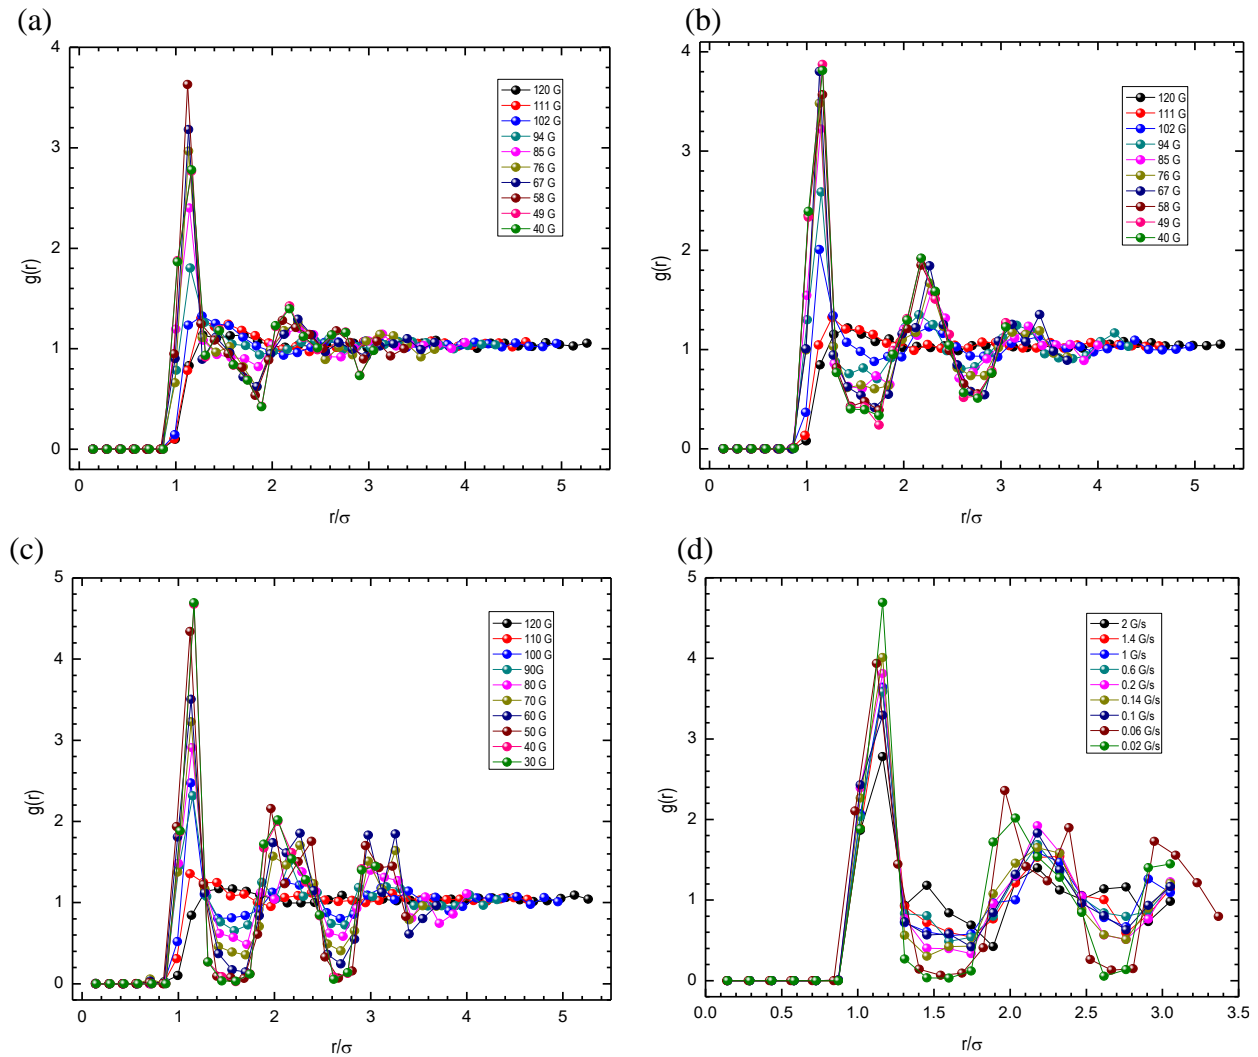 (a)
4
3
2
1
0
g(r)
0 1 2 3 4 5
r/σ
120 G
111 G
102 G
94 G
85 G
76 G
67 G
58 G
49 G
40 G
(b)
4
3
2
1
0
g(r)
0 1 2 3 4 5
r/σ
120 G
111 G
102 G
94 G
85 G
76 G
67 G
58 G
49 G
40 G
(c)
5
4
3
2
1
0
g(r)
0 1 2 3 4 5
r/σ
120 G
110 G
100 G
90G
80 G
70 G
60 G
50 G
40 G
30 G
(d)
5
4
3
2
1
0
g(r)
0.0 0.5 1.0 1.5 2.0 2.5 3.0 3.5
r/σ
2 G/s
1.4 G/s
1 G/s
0.6 G/s
0.2 G/s
0.14 G/s
0.1 G/s
0.06 G/s
0.02 G/s